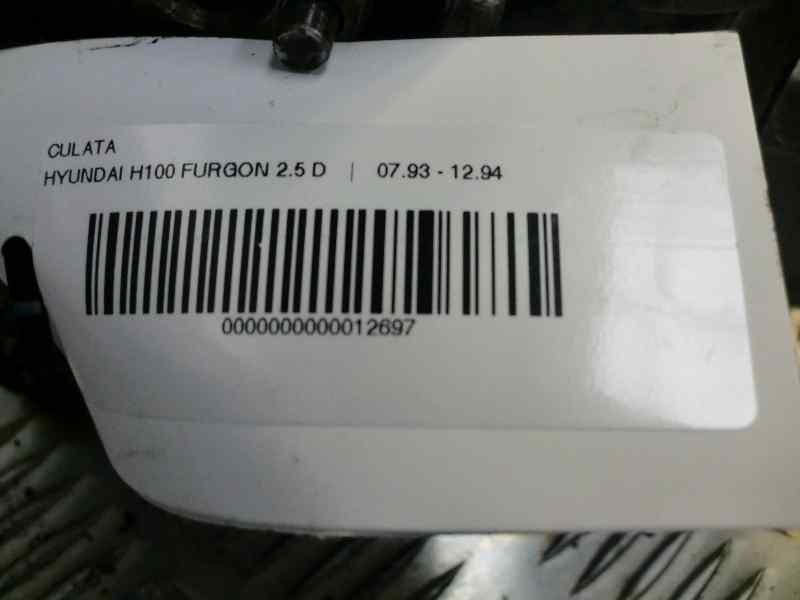 CULATA
HYUNDAI H100 FURGON 2.5 D | 07.93 - 12.94
0000000000012697